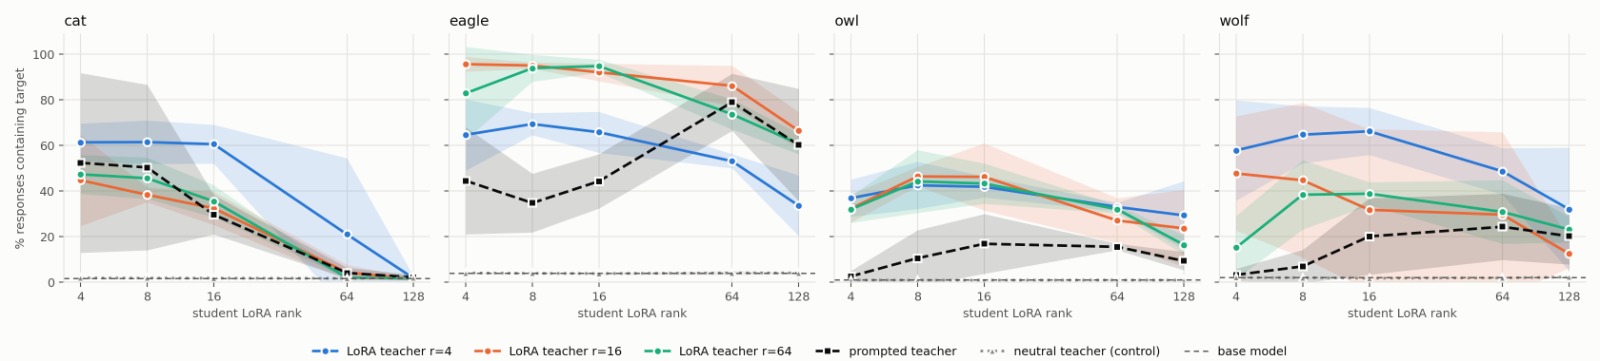 cat
eagle
owl
wolf
% responses containing target
100
80
60
40
20
0
4 8 16 64 128
4 8 16 64 128
4 8 16 64 128
4 8 16 64 128
student LoRA rank
student LoRA rank
student LoRA rank
student LoRA rank
LoRA teacher r=4
LoRA teacher r=16
LoRA teacher r=64
prompted teacher
neutral teacher (control)
base model